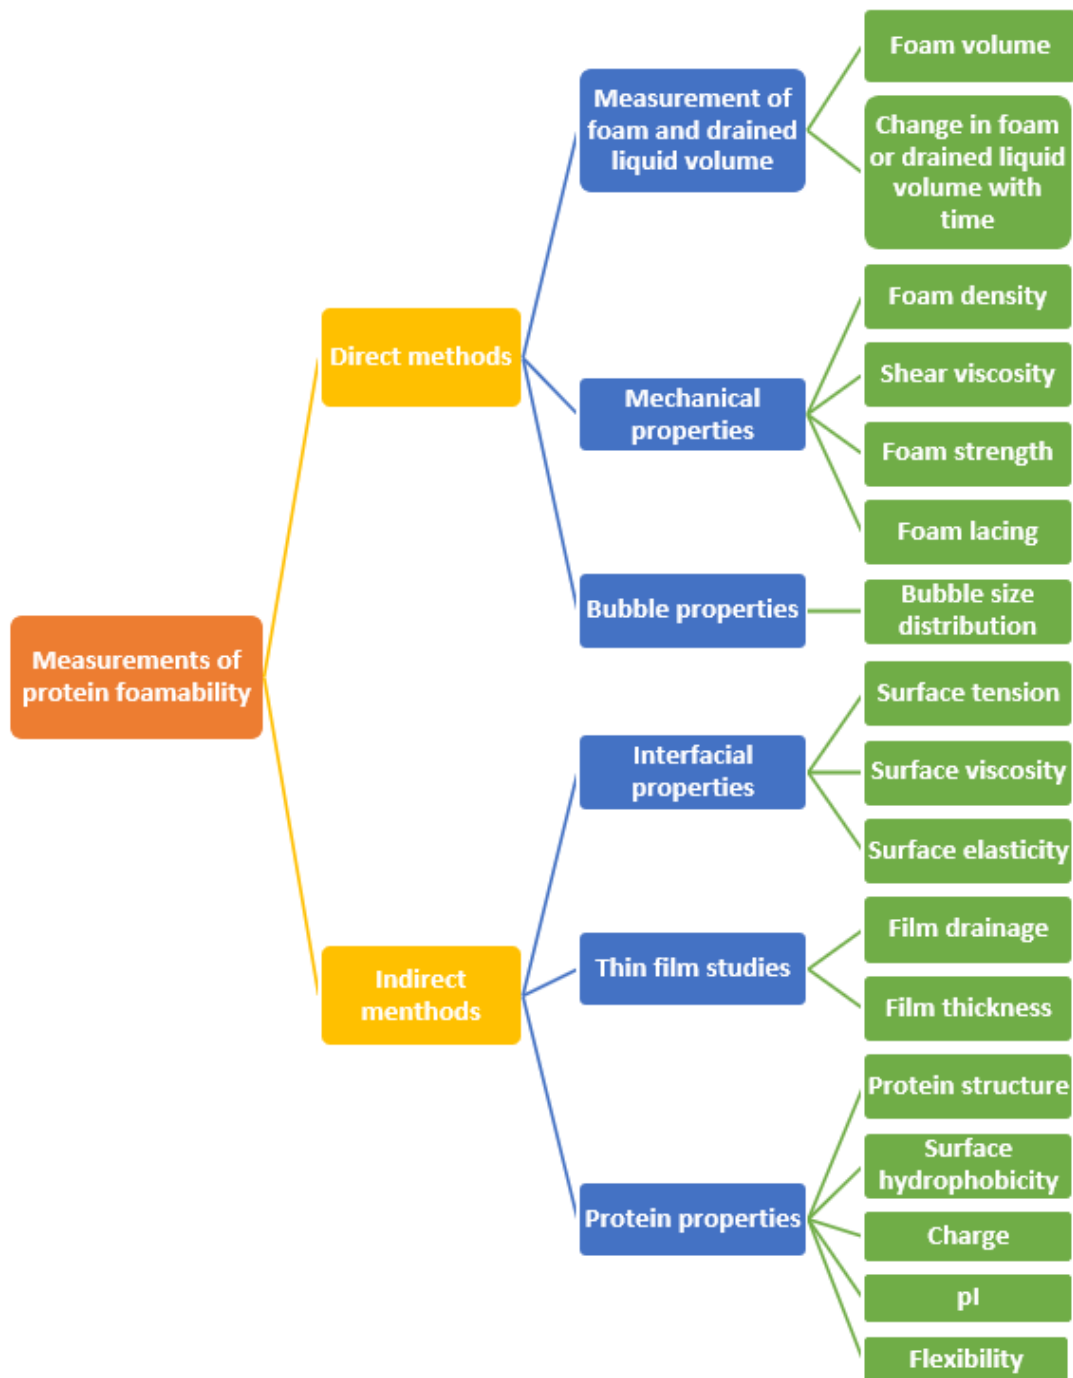 Measurements of
protein foamability
Direct methods
Measurement of
foam and drained
liquid volume
Foam volume
Change in foam
or drained liquid
volume with
time
Mechanical
properties
Foam density
Shear viscosity
Foam strength
Foam lacing
Bubble properties
Bubble size
distribution
Indirect
menthods
Interfacial
properties
Surface tension
Surface viscosity
Surface elasticity
Thin film studies
Film drainage
Film thickness
Protein properties
Protein structure
Surface
hydrophobicity
Charge
pI
Flexibility